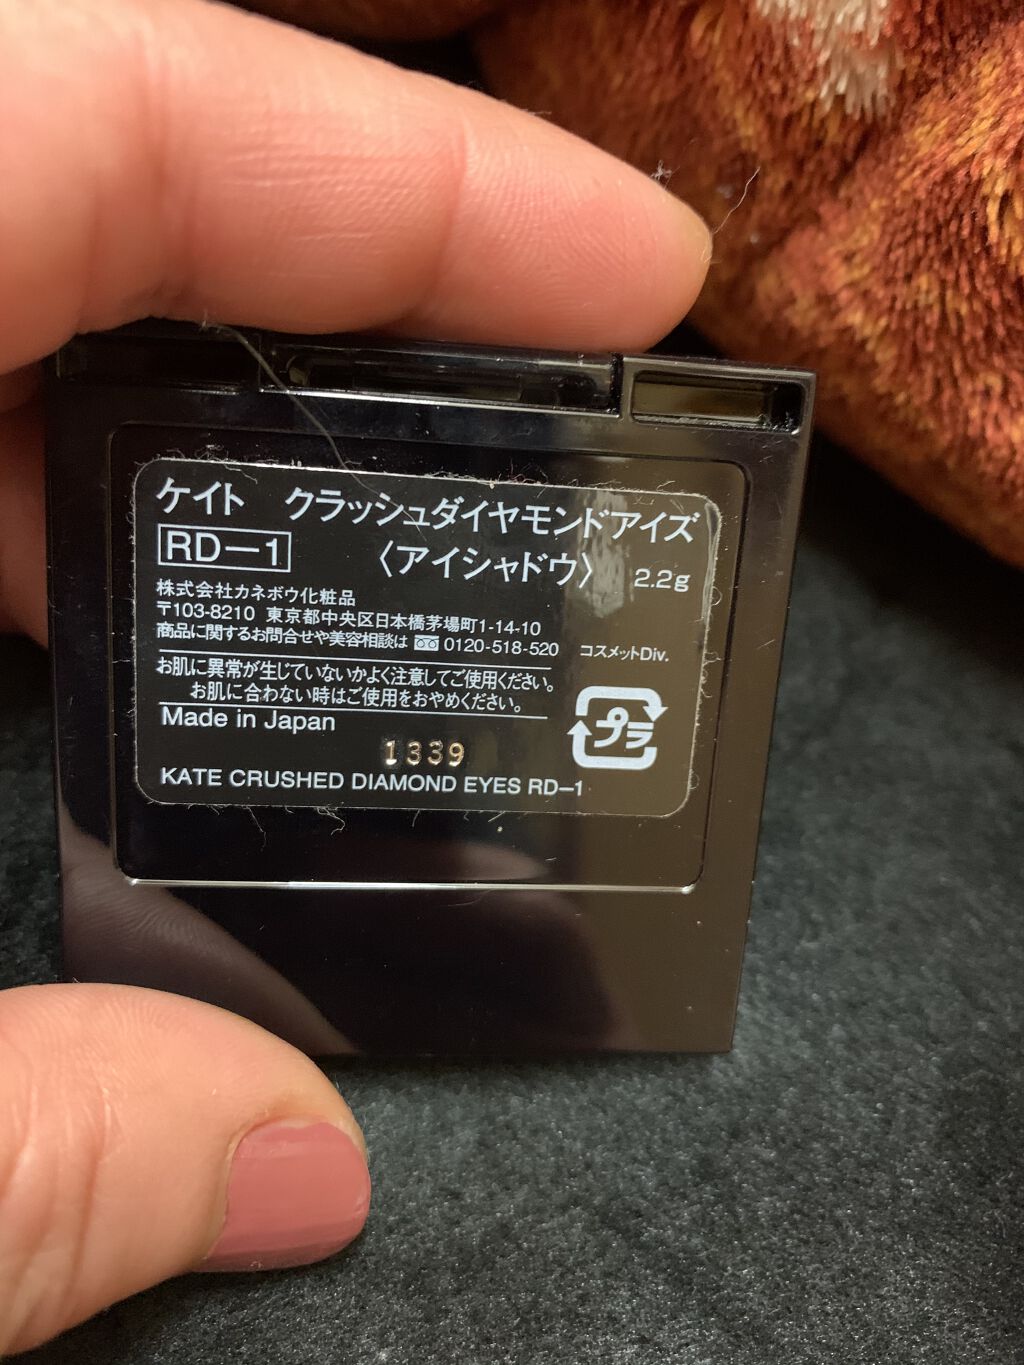 ケイト クラッシュダイヤモンドアイズ
RD−1 〈アイシャドウ〉 2.2g
株式会社カネボウ化粧品
〒103-8210 東京都中央区日本橋茅場町1-14-10
商品に関するお問合せや美容相談は 0120-518-520 コスメットDiv.
お肌に異常が生じていないかよく注意してご使用ください。
お肌に合わない時はご使用をおやめください。
Made in Japan
プラ
1339
KATE CRUSHED DIAMOND EYES RD−1